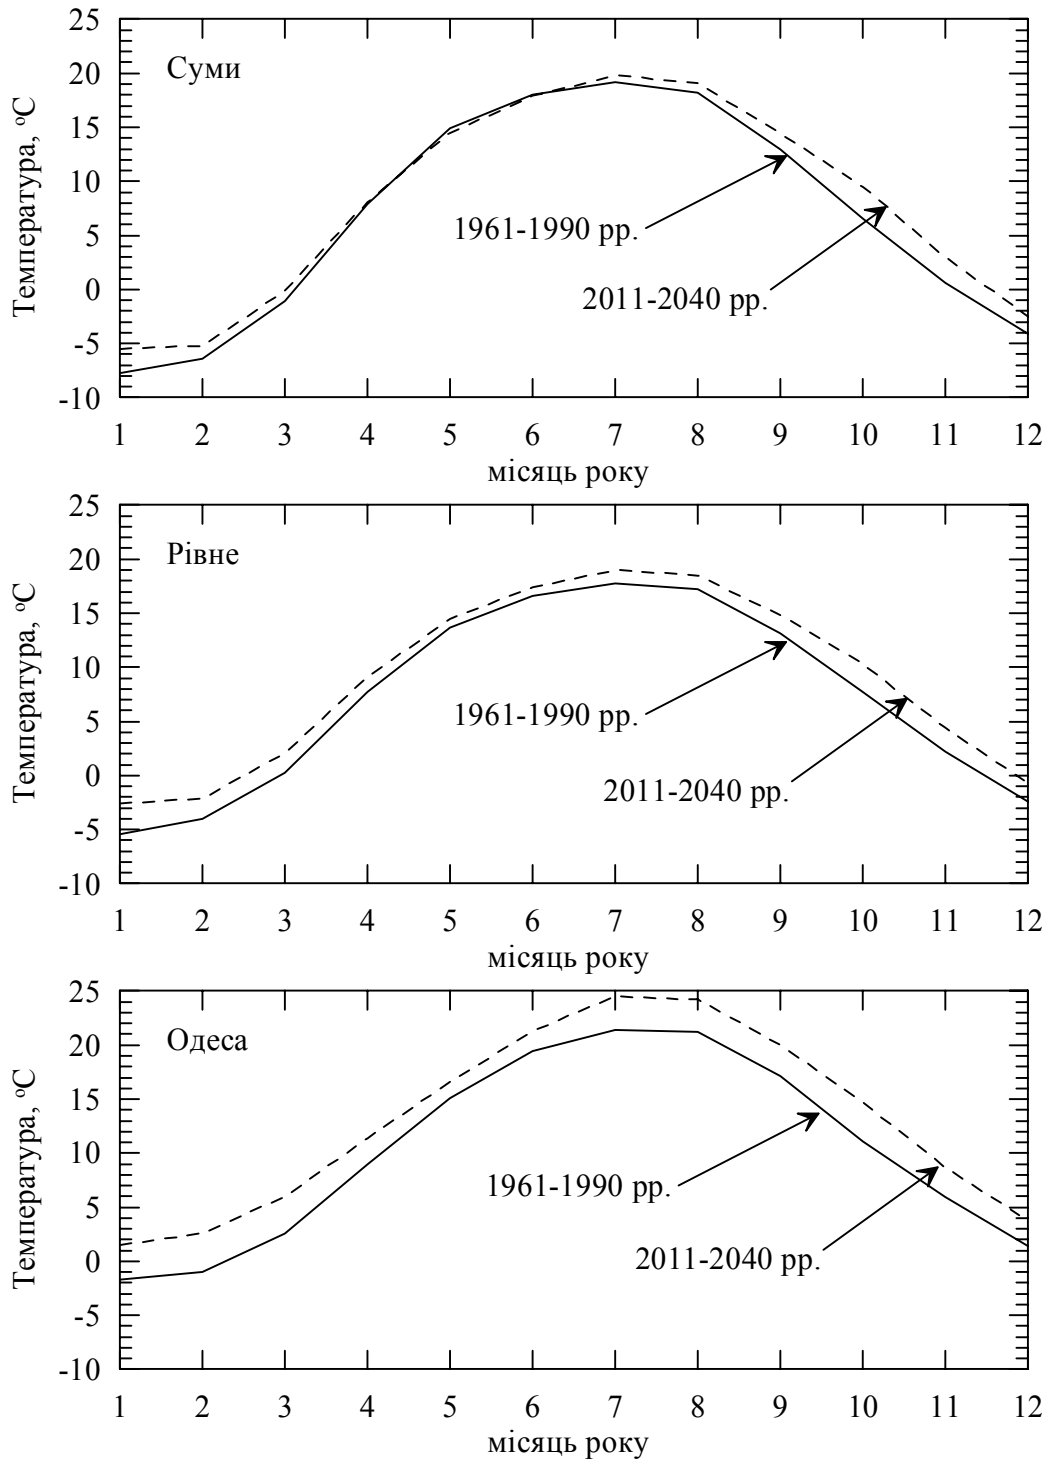 25
20
15
10
5
0
-5
-10
Температура, °C
Суми
1961-1990 рр.
2011-2040 рр.
1 2 3 4 5 6 7 8 9 10 11 12
місяць року
25
20
15
10
5
0
-5
-10
Температура, °C
Рівне
1961-1990 рр.
2011-2040 рр.
1 2 3 4 5 6 7 8 9 10 11 12
місяць року
25
20
15
10
5
0
-5
-10
Температура, °C
Одеса
1961-1990 рр.
2011-2040 рр.
1 2 3 4 5 6 7 8 9 10 11 12
місяць року